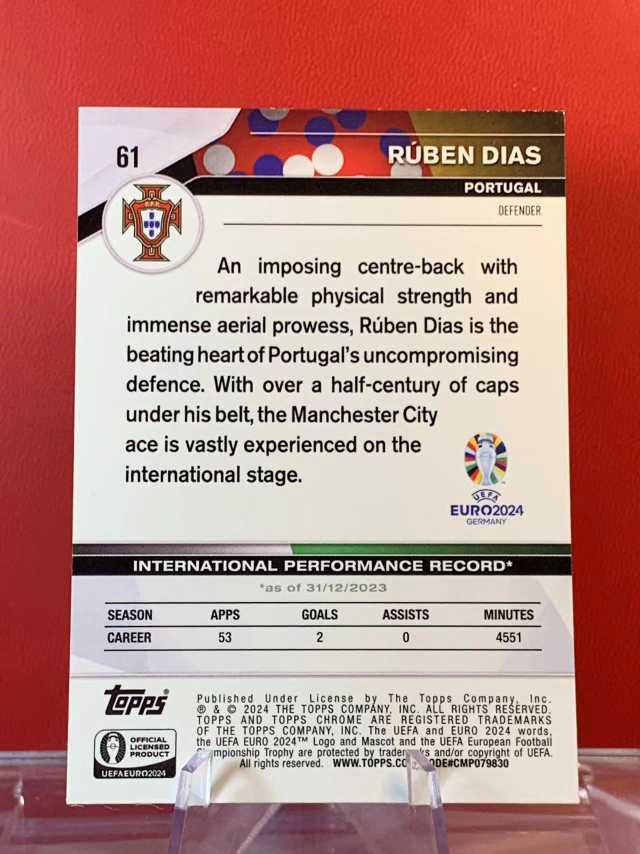 61
RÚBEN DIAS
PORTUGAL
DEFENDER
An imposing centre-back with
remarkable physical strength and
immense aerial prowess, Rúben Dias is the
beating heart of Portugal's uncompromising
defence. With over a half-century of caps
under his belt, the Manchester City
ace is vastly experienced on the
international stage.
UEFA
EURO2024
GERMANY
INTERNATIONAL PERFORMANCE RECORD*
*as of 31/12/2023
SEASON APPS GOALS ASSISTS MINUTES
CAREER 53 2 0 4551
Topps®
Published Under License by The Topps Company, Inc.
® & © 2024 THE TOPPS COMPANY, INC. ALL RIGHTS RESERVED.
TOPPS AND TOPPS CHROME ARE REGISTERED TRADEMARKS
OF THE TOPPS COMPANY, INC. The UEFA and EURO 2024 words,
the UEFA EURO 2024™ Logo and Mascot and the UEFA European Football
mpionship Trophy are protected by and/or copyright of UEFA.
All rights reserved. WWW.TOPPS.CO ODE#CMP079830
OFFICIAL
LICENSED
PRODUCT
UEFAEURO2024